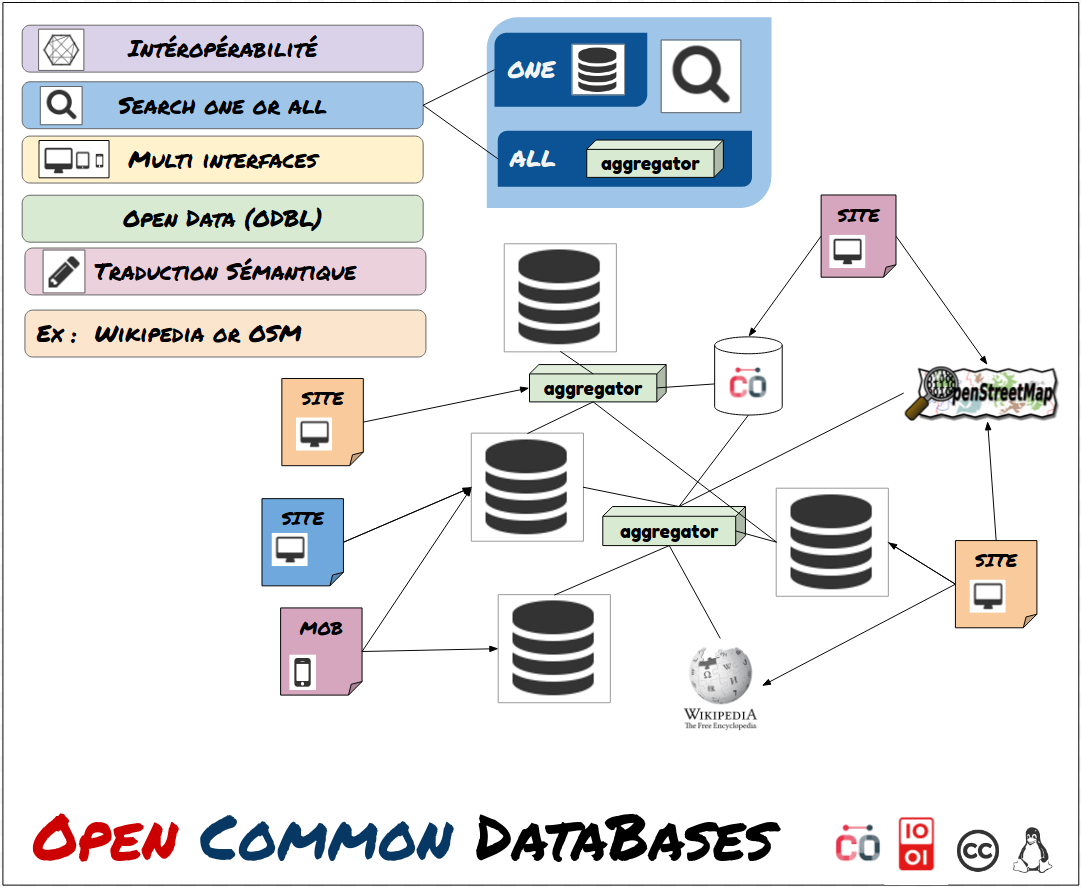 Intéropérabilité
Search one or all
Multi interfaces
Open Data (ODBL)
Traduction Sémantique
Ex : Wikipedia or OSM
ONE
ALL
aggregator
SITE
aggregator
CO
OpenStreetMap
SITE
SITE
aggregator
SITE
MOB
WIKIPEDIA
The Free Encyclopedia
Open Common DataBases
CO
IO
OI
CC